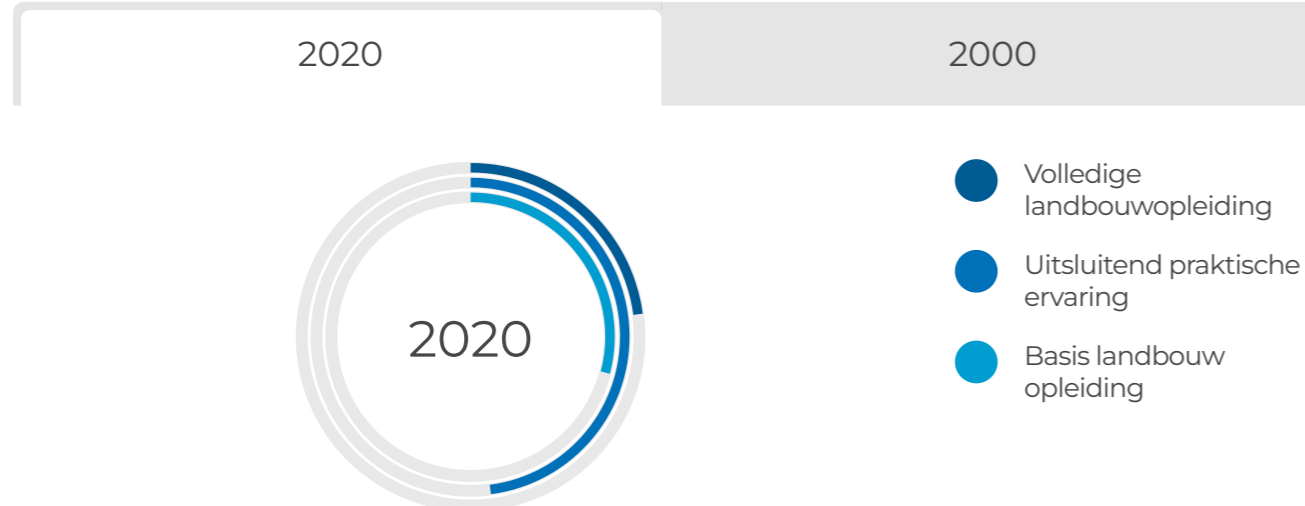 2020
2000
2020
Volledige
landbouwopleiding
Uitsluitend praktische
ervaring
Basis landbouw
opleiding